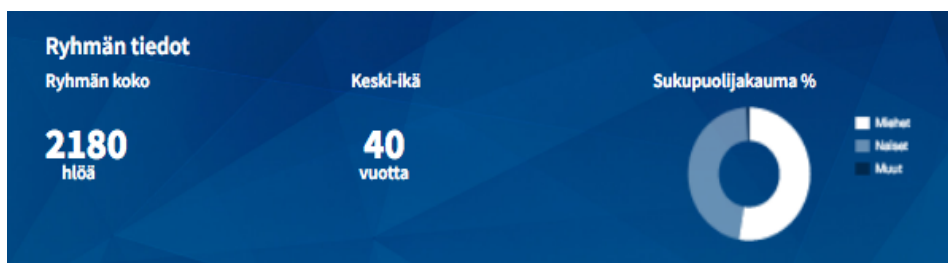 Ryhmän tiedot
Ryhmän koko
2180
hlöä
Keski-ikä
40
vuotta
Sukupuolijakauma %
Miehet
Naiset
Muut